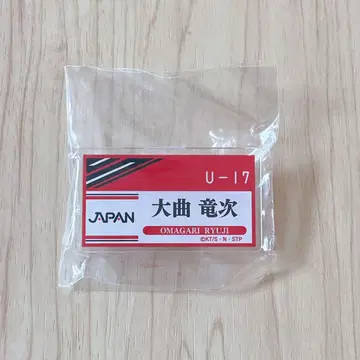 U-17
JAPAN
大曲 竜次
OMAGARI RYUJI
©KT/S・N・STP